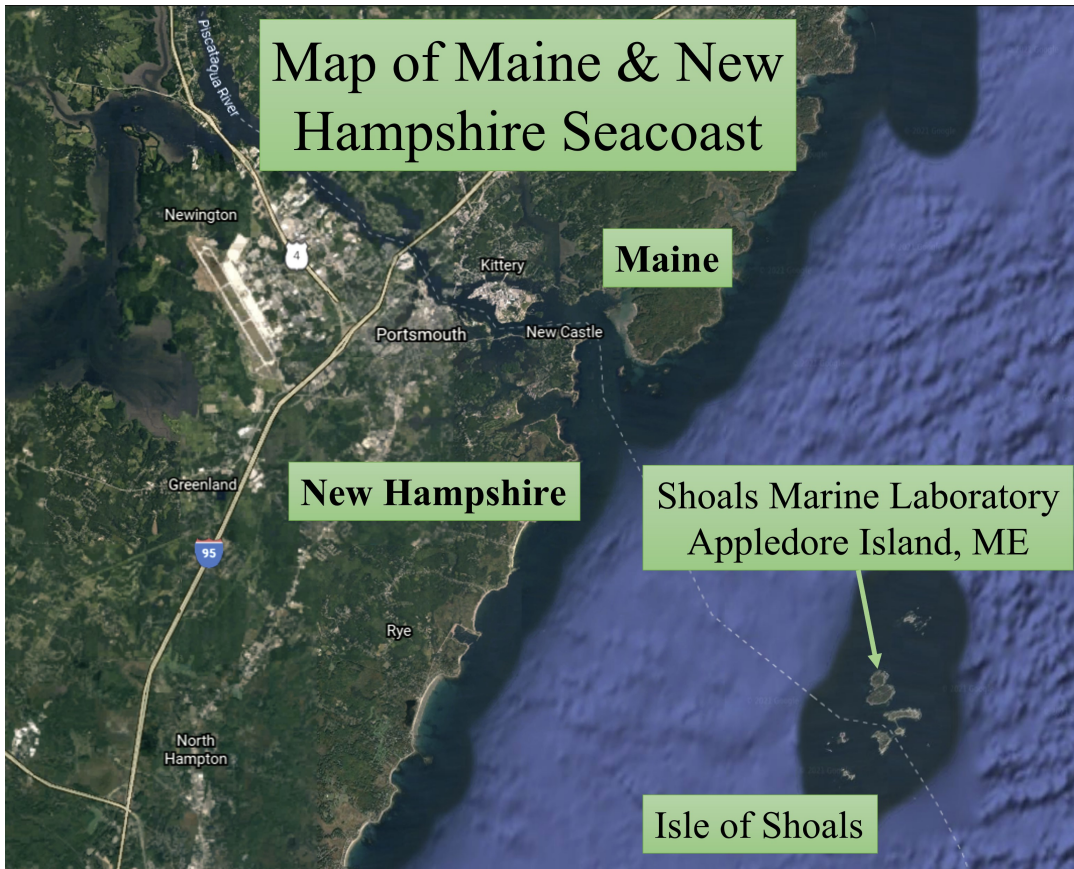 Map of Maine & New
Hampshire Seacoast
Piscataqua River
Newington
4
Kittery
Maine
Portsmouth
New Castle
Greenland
New Hampshire
Shoals Marine Laboratory
Appledore Island, ME
95
Rye
North
Hampton
Isle of Shoals